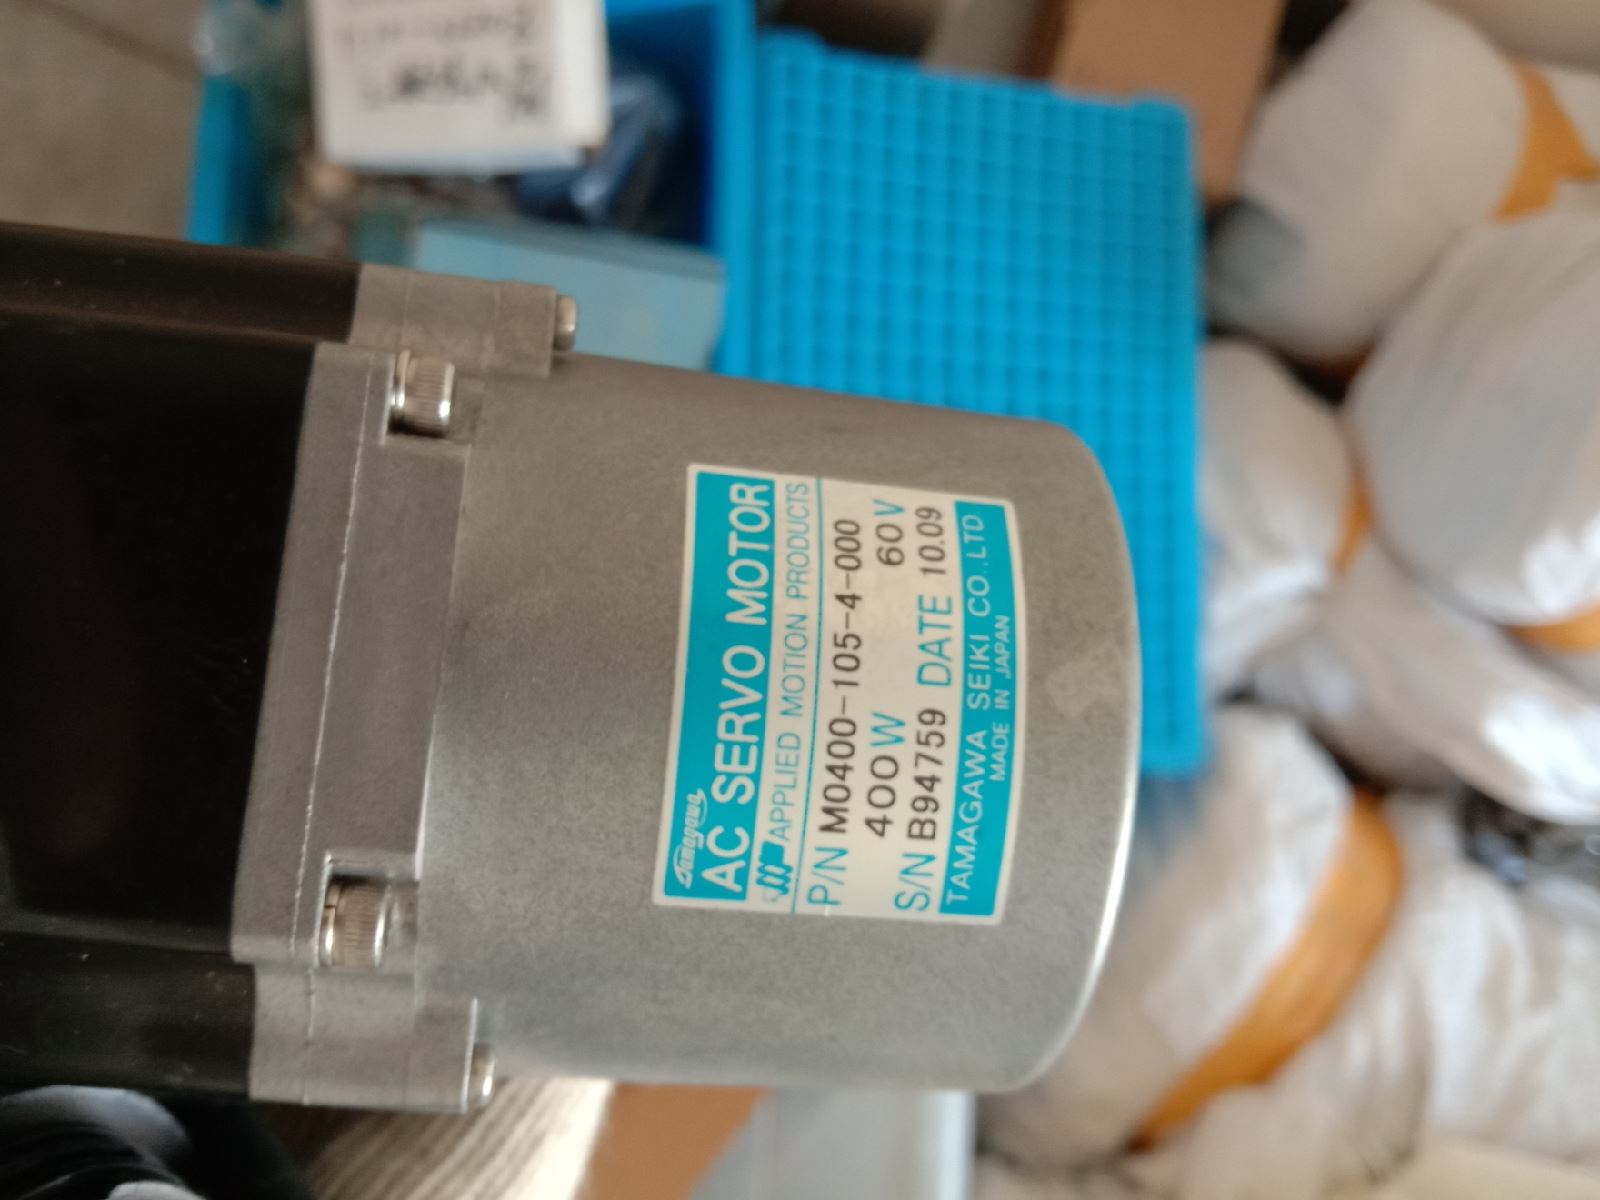 Tamagawa
AC SERVO MOTOR
APPLIED MOTION PRODUCTS
P/N M0400-105-4-000
400W 60V
S/N B94759 DATE 10.09
TAMAGAWA SEIKI CO.,LTD
MADE IN JAPAN